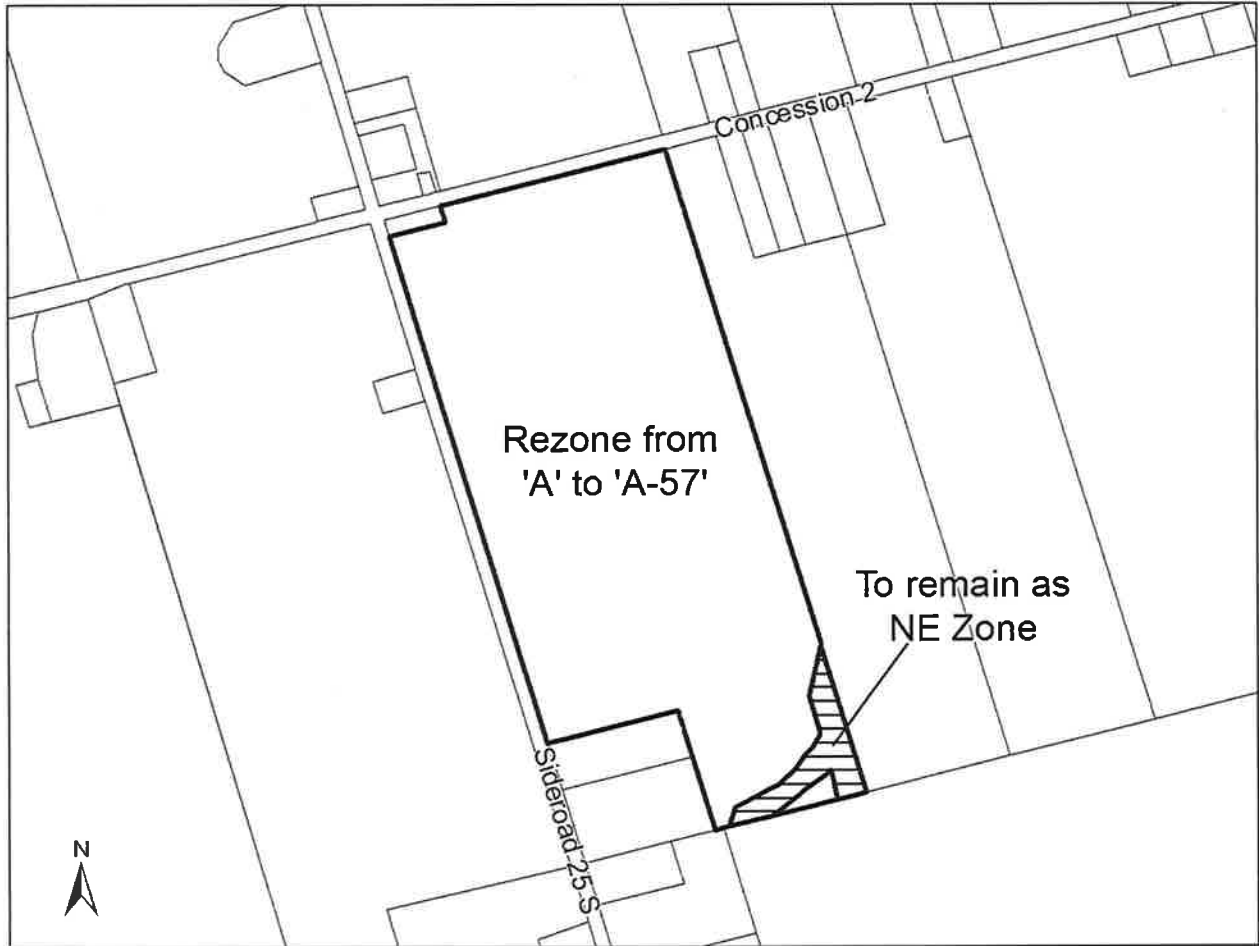 Concession 2
Rezone from
'A' to 'A-57'
To remain as
NE Zone
Sideroad 25 S
N